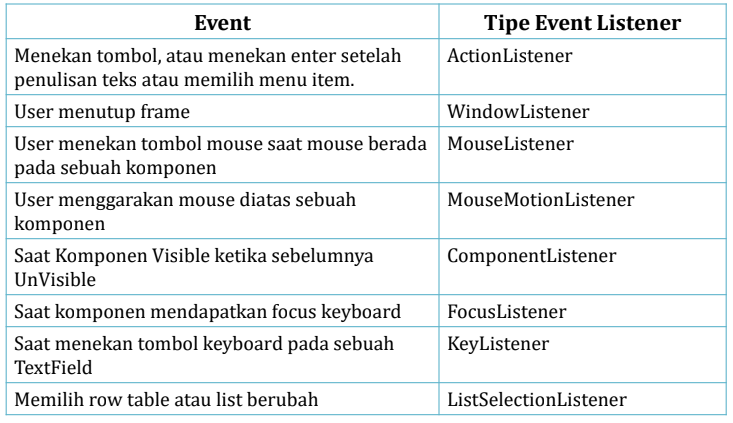 Event
Tipe Event Listener
Menekan tombol, atau menekan enter setelah
penulisan teks atau memilih menu item.
ActionListener
User menutup frame
WindowListener
User menekan tombol mouse saat mouse berada
pada sebuah komponen
MouseListener
User menggarakan mouse diatas sebuah
komponen
MouseMotionListener
Saat Komponen Visible ketika sebelumnya
UnVisible
ComponentListener
Saat komponen mendapatkan focus keyboard
FocusListener
Saat menekan tombol keyboard pada sebuah
TextField
KeyListener
Memilih row table atau list berubah
ListSelectionListener